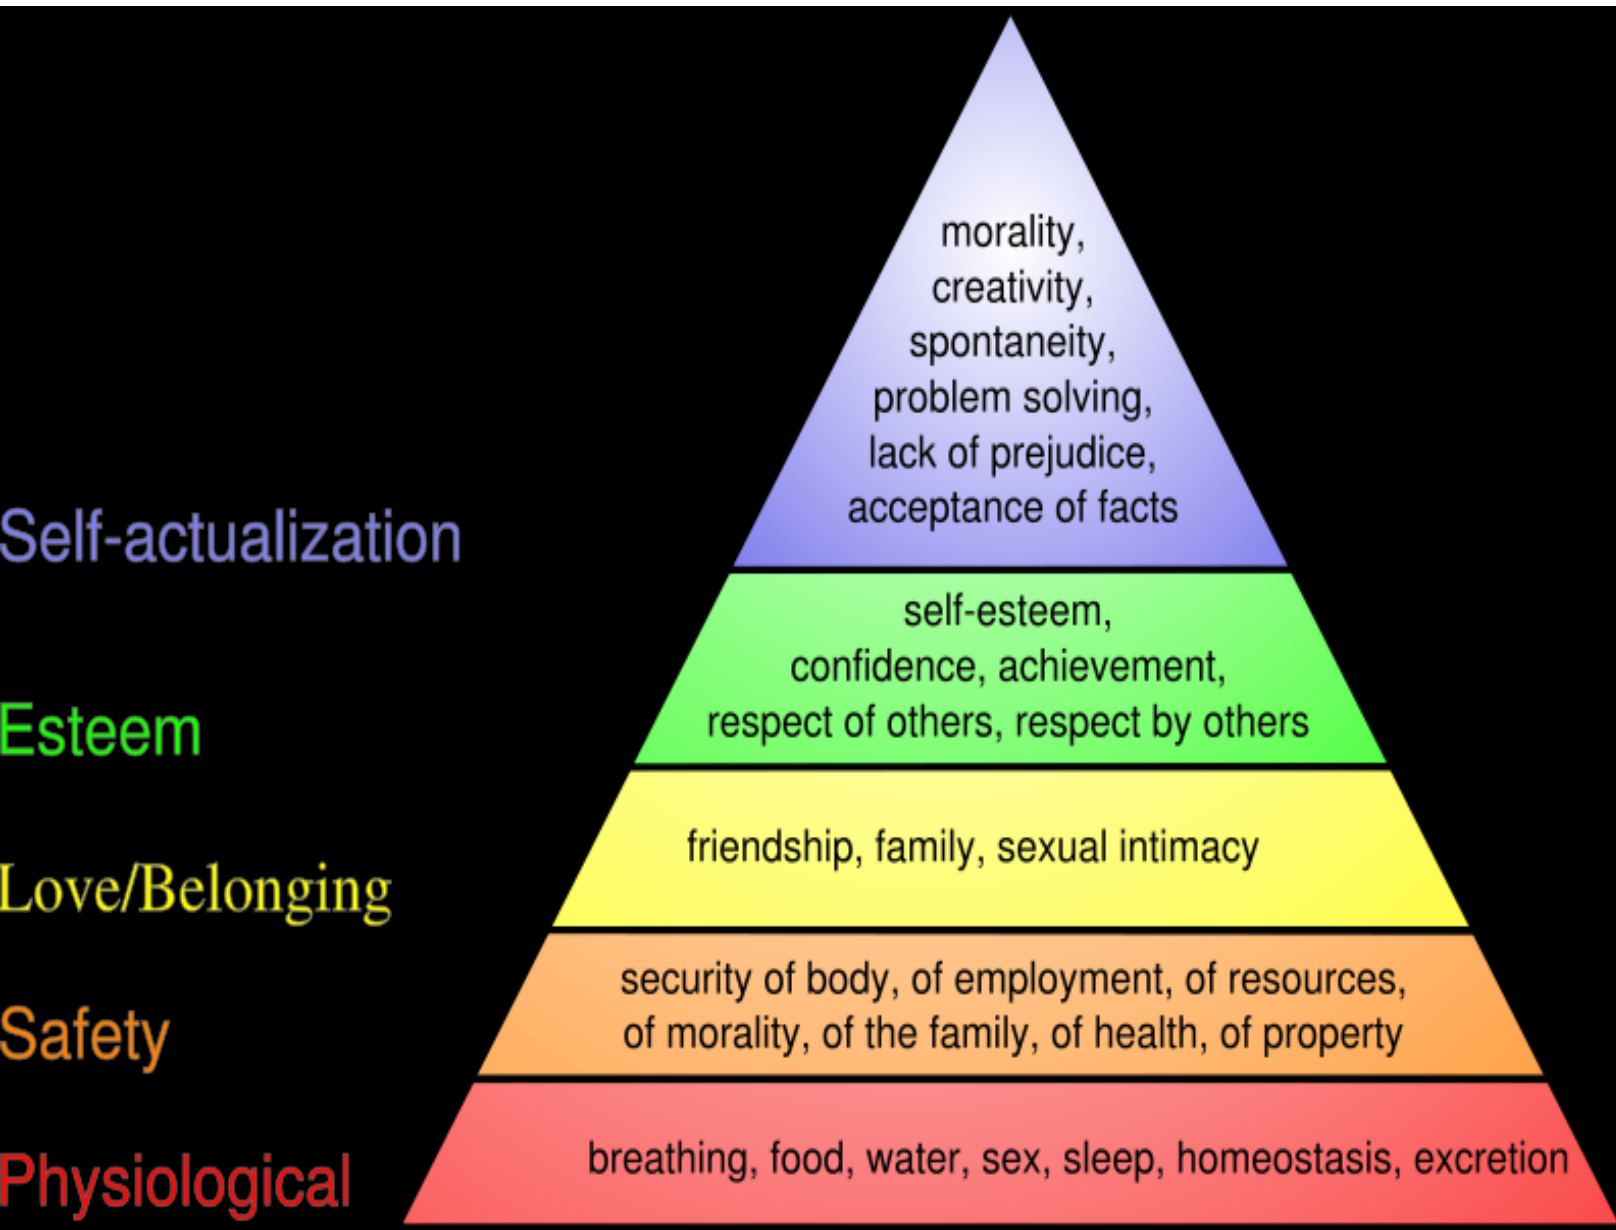 morality,
creativity,
spontaneity,
problem solving,
lack of prejudice,
acceptance of facts
Self-actualization
self-esteem,
confidence, achievement,
respect of others, respect by others
Esteem
friendship, family, sexual intimacy
Love/Belonging
security of body, of employment, of resources,
of morality, of the family, of health, of property
Safety
breathing, food, water, sex, sleep, homeostasis, excretion
Physiological